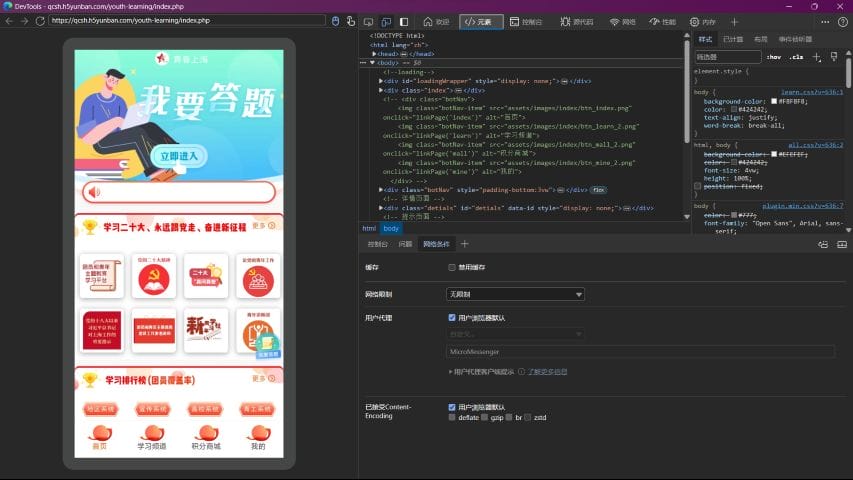 DevTools - qcsh.h5yunban.com/youth-learning/index.php
https://qcsh.h5yunban.com/youth-learning/index.php
欢迎
元素
控制台
源代码
网络
性能
内存
青春上海
我要答题
立即进入
学习二十大、永远跟党走、奋进新征程
更多
二十大
学习排行榜(团员覆盖率)
更多
地区系统
宣传系统
高校系统
青工系统
首页
学习频道
积分商城
我的
<!DOCTYPE html>
<html lang="zh">
<head> </head>
<body> == $0
<!--loading-->
<div id="loadingWrapper" style="display: none;"> </div>
<div class="index"> </div>
<!-- <div class="botNav">
<img class="botNav-item" src="assets/images/index/btn_index.png"
onclick="linkPage('index')" alt="首页">
<img class="botNav-item" src="assets/images/index/btn_learn_2.png"
onclick="linkPage('learn')" alt="学习频道">
<img class="botNav-item" src="assets/images/index/btn_mall_2.png"
onclick="linkPage('mall')" alt="积分商城">
<img class="botNav-item" src="assets/images/index/btn_mine_2.png"
onclick="linkPage('mine')" alt="我的">
</div> -->
<div class="botNav" style="padding-bottom:3vw"> </div> flex
<!-- 详情页面 -->
<div class="detials" id="detials" data-id style="display: none;"> </div>
<!-- 提示页面 -->
html body
样式
已计算
布局
事件侦听器
筛选器
:hov .cls
element.style {
}
body { learn.css?v=636:1
background-color: #F8F8F8;
color: #424242;
text-align: justify;
word-break: break-all;
}
html, body { all.css?v=636:2
background-color: #EFEFEF;
color: #424242;
font-size: 4vw;
height: 100%;
position: fixed;
}
body { plugin.min.css?v=636:7
color: #777;
font-family: "Open Sans", Arial, sans-
serif;
控制台
问题
网络条件
缓存
禁用缓存
网络限制
无限制
用户代理
用户浏览器默认
自定义...
MicroMessenger
用户代理客户端提示
了解更多信息
已接受Content-
Encoding
用户浏览器默认
deflate gzip br zstd